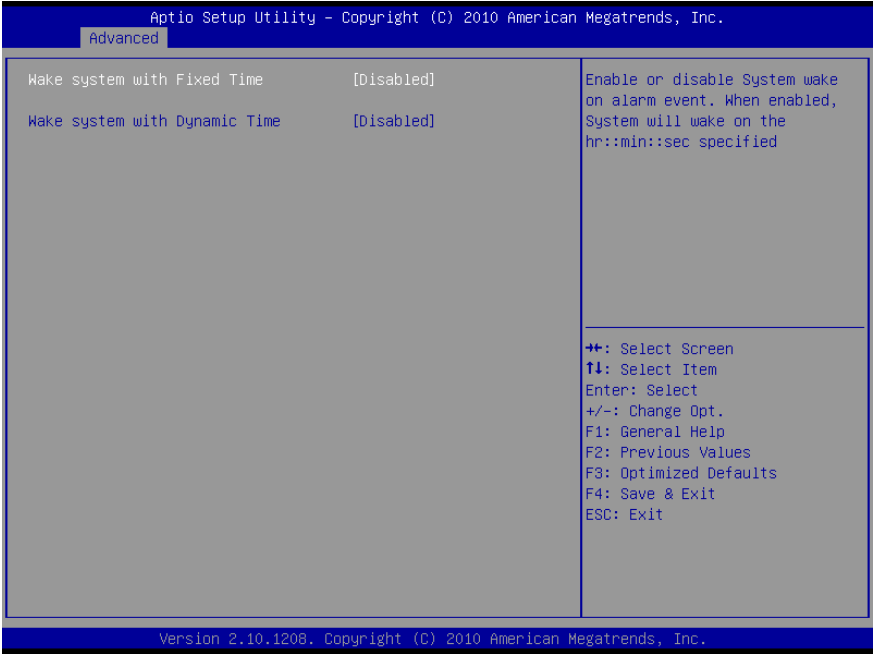 Aptio Setup Utility – Copyright (C) 2010 American Megatrends, Inc.
Advanced
Wake system with Fixed Time [Disabled]
Wake system with Dynamic Time [Disabled]
Enable or disable System wake
on alarm event. When enabled,
System will wake on the
hr::min::sec specified
→←: Select Screen
↑↓: Select Item
Enter: Select
+/-: Change Opt.
F1: General Help
F2: Previous Values
F3: Optimized Defaults
F4: Save & Exit
ESC: Exit
Version 2.10.1208. Copyright (C) 2010 American Megatrends, Inc.